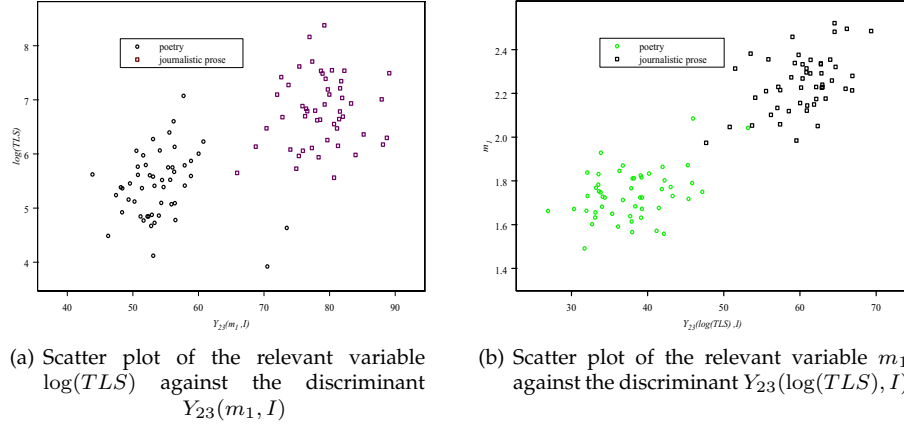 poetry
journalistic prose
log(TLS)
8
7
6
5
4
40 50 60 70 80 90
Y₂₃(m₁,I)
(a) Scatter plot of the relevant variable
log(TLS) against the discriminant
Y₂₃(m₁, I)
poetry
journalistic prose
m₁
2.4
2.2
2.0
1.8
1.6
1.4
30 40 50 60 70
Y₂₃(log(TLS),I)
(b) Scatter plot of the relevant variable m₁
against the discriminant Y₂₃(log(TLS), I)